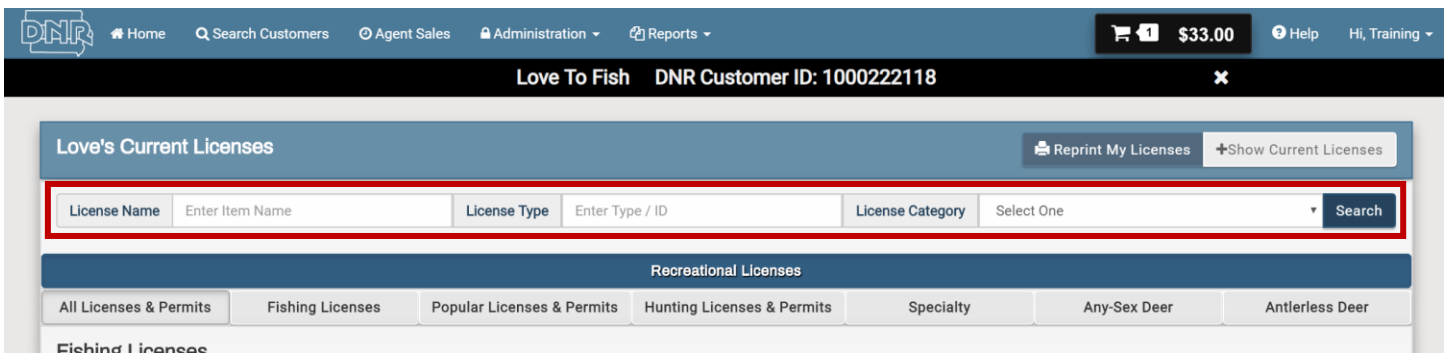 DNR Home Search Customers Agent Sales Administration Reports 1 $33.00 Help Hi, Training
Love To Fish DNR Customer ID: 1000222118
Love's Current Licenses Reprint My Licenses +Show Current Licenses
License Name Enter Item Name License Type Enter Type / ID License Category Select One Search
Recreational Licenses
All Licenses & Permits Fishing Licenses Popular Licenses & Permits Hunting Licenses & Permits Specialty Any-Sex Deer Antlerless Deer
Fishing Licenses